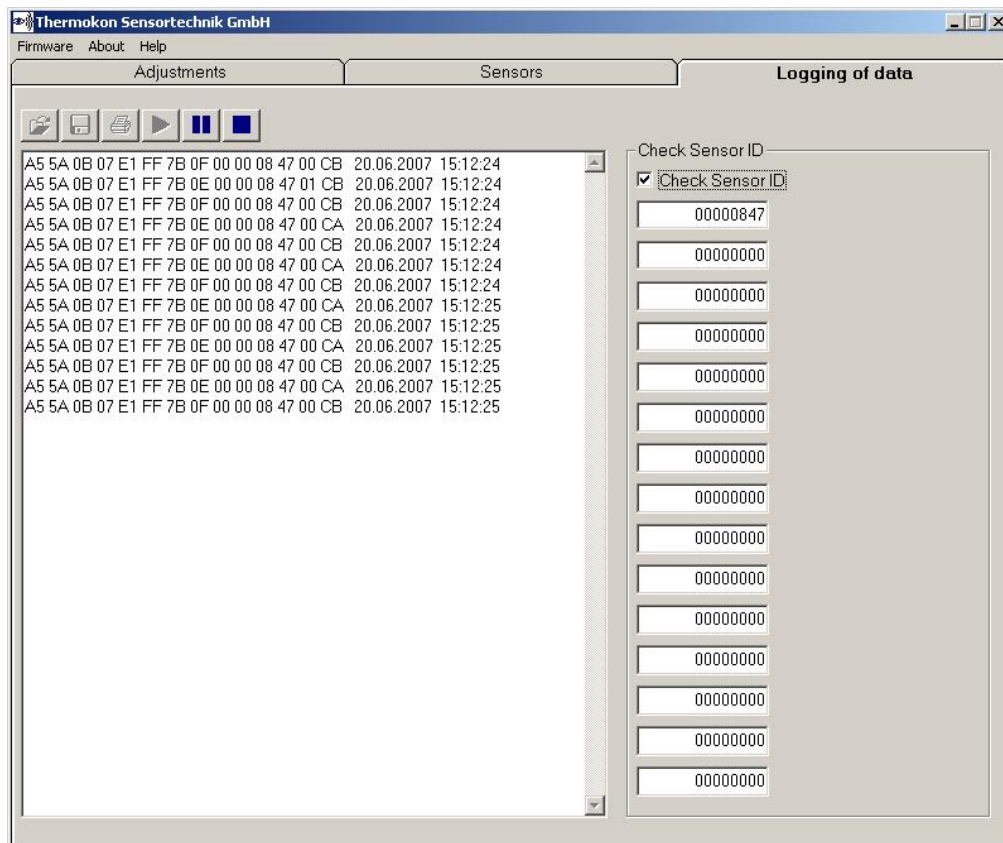 Thermokon Sensortechnik GmbH
Firmware About Help
Adjustments Sensors Logging of data
A5 5A 0B 07 E1 FF 7B 0F 00 00 08 47 00 CB 20.06.2007 15:12:24
A5 5A 0B 07 E1 FF 7B 0E 00 00 08 47 01 CB 20.06.2007 15:12:24
A5 5A 0B 07 E1 FF 7B 0F 00 00 08 47 00 CB 20.06.2007 15:12:24
A5 5A 0B 07 E1 FF 7B 0E 00 00 08 47 00 CA 20.06.2007 15:12:24
A5 5A 0B 07 E1 FF 7B 0F 00 00 08 47 00 CB 20.06.2007 15:12:24
A5 5A 0B 07 E1 FF 7B 0E 00 00 08 47 00 CA 20.06.2007 15:12:24
A5 5A 0B 07 E1 FF 7B 0F 00 00 08 47 00 CB 20.06.2007 15:12:24
A5 5A 0B 07 E1 FF 7B 0E 00 00 08 47 00 CA 20.06.2007 15:12:25
A5 5A 0B 07 E1 FF 7B 0F 00 00 08 47 00 CB 20.06.2007 15:12:25
A5 5A 0B 07 E1 FF 7B 0E 00 00 08 47 00 CA 20.06.2007 15:12:25
A5 5A 0B 07 E1 FF 7B 0F 00 00 08 47 00 CB 20.06.2007 15:12:25
A5 5A 0B 07 E1 FF 7B 0E 00 00 08 47 00 CA 20.06.2007 15:12:25
A5 5A 0B 07 E1 FF 7B 0F 00 00 08 47 00 CB 20.06.2007 15:12:25
Check Sensor ID
Check Sensor ID
00000847
00000000
00000000
00000000
00000000
00000000
00000000
00000000
00000000
00000000
00000000
00000000
00000000
00000000
00000000